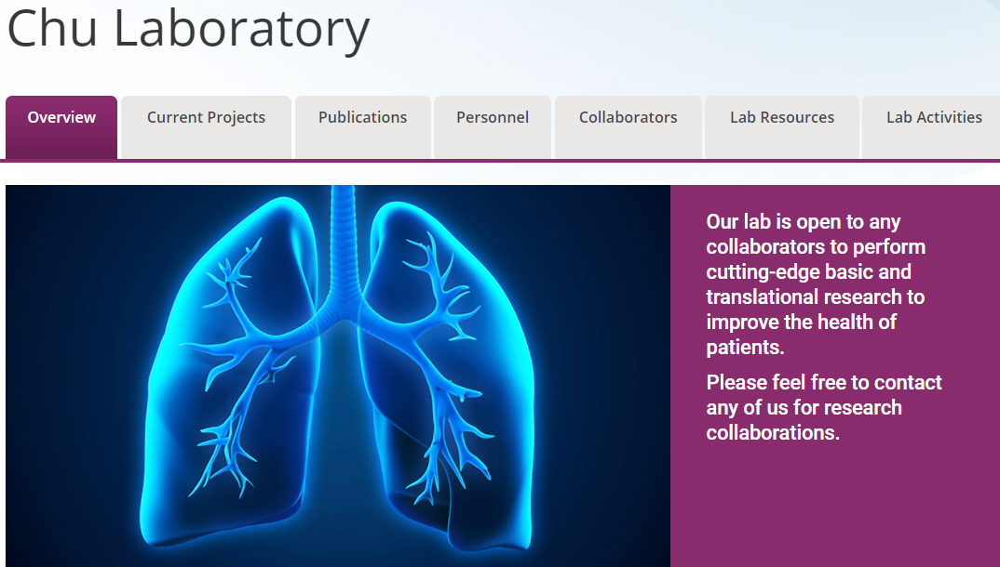 Chu Laboratory
Overview
Current Projects
Publications
Personnel
Collaborators
Lab Resources
Lab Activities
Our lab is open to any
collaborators to perform
cutting-edge basic and
translational research to
improve the health of
patients.
Please feel free to contact
any of us for research
collaborations.